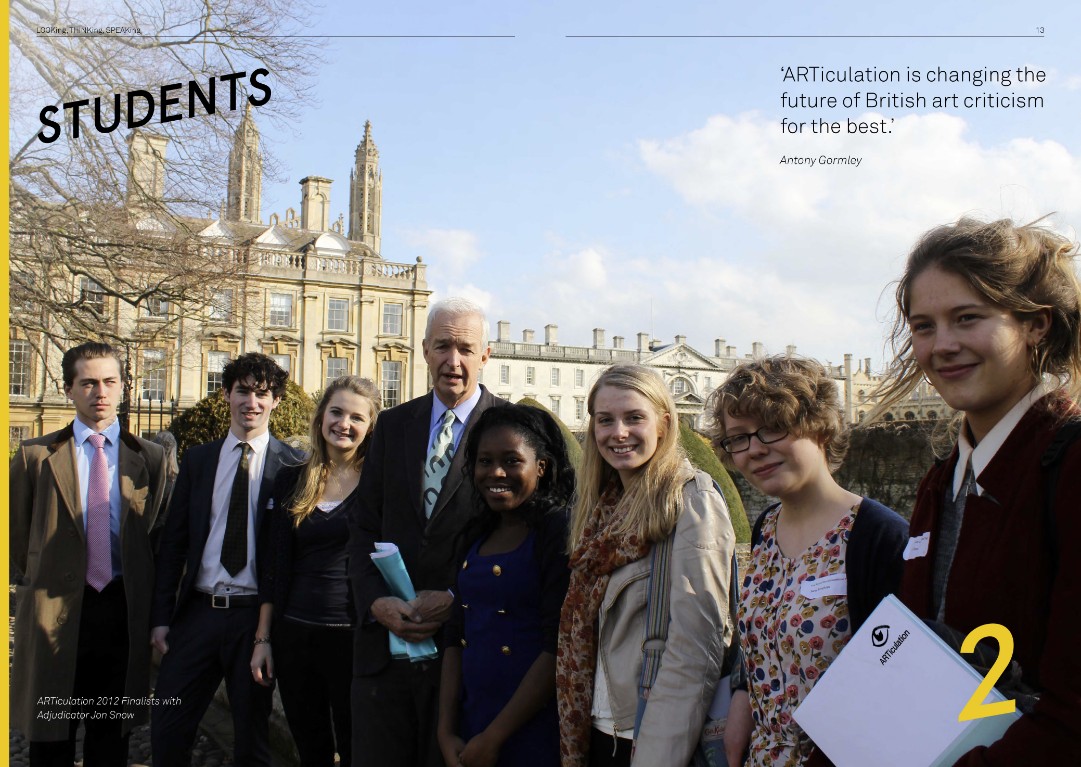 LOOKing, THINKing, SPEAKing,
13
STUDENTS
‘ARTiculation is changing the
future of British art criticism
for the best.’
Antony Gormley
ARTiculation
2
ARTiculation 2012 Finalists with
Adjudicator Jon Snow